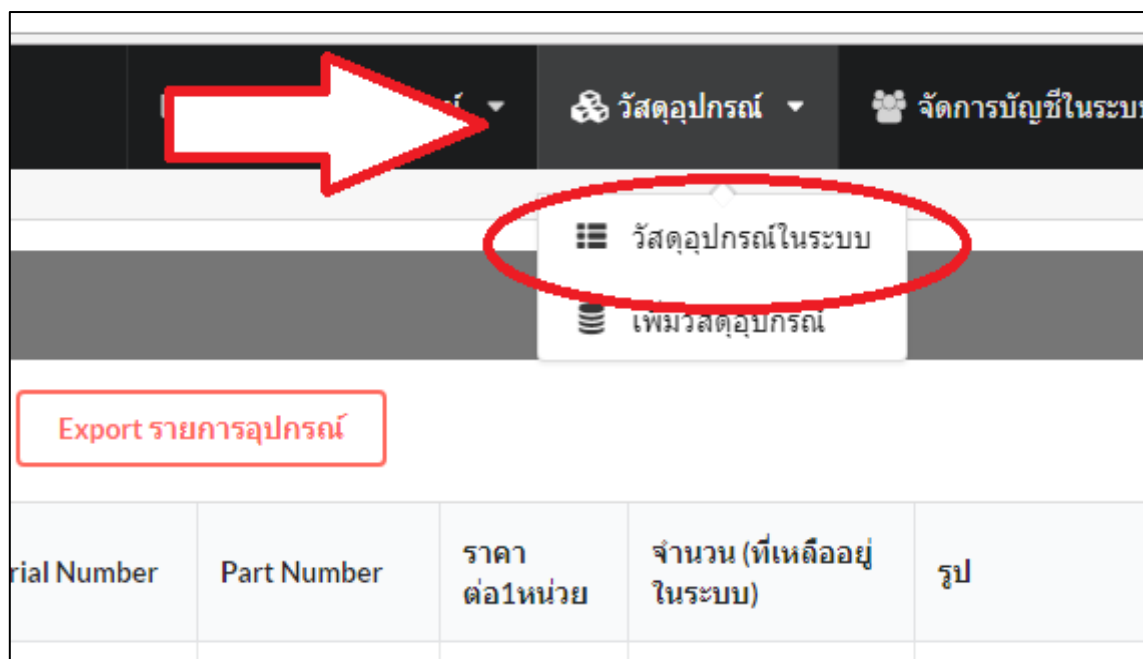 วัสดุอุปกรณ์
จัดการบัญชีในระบบ
วัสดุอุปกรณ์ในระบบ
เพิ่มวัสดุอุปกรณ์
Export รายการอุปกรณ์
rial Number
Part Number
ราคา
ต่อ1หน่วย
จำนวน (ที่เหลืออยู่
ในระบบ)
รูป